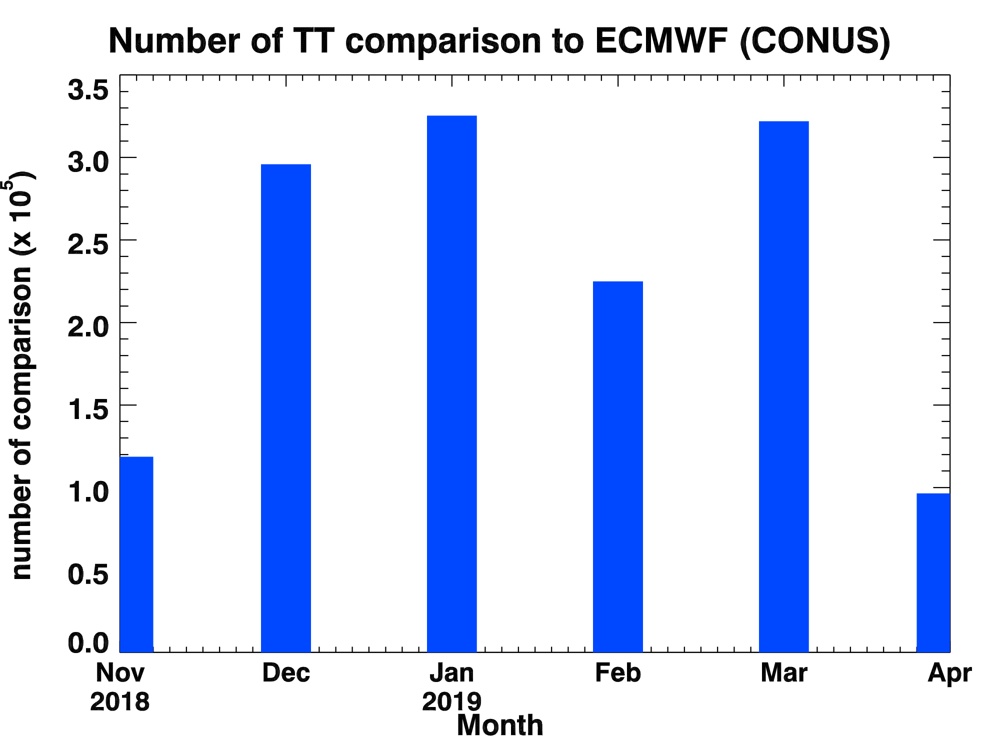 Number of TT comparison to ECMWF (CONUS)
number of comparison (x 10⁵)
3.5
3.0
2.5
2.0
1.5
1.0
0.5
0.0
Nov Dec Jan Feb Mar Apr
2018 2019
Month